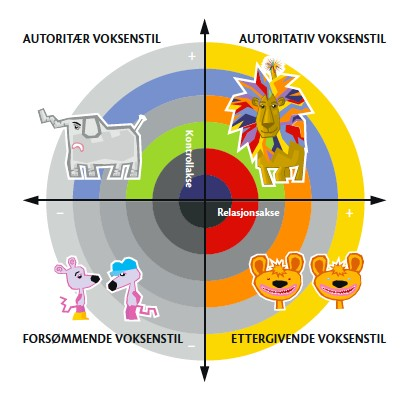 AUTORITÆR VOKSENSTIL
AUTORITATIV VOKSENSTIL
+
Kontrollakse
Relasjonsakse
–
+
FORSØMMENDE VOKSENSTIL
ETTERGIVENDE VOKSENSTIL
–